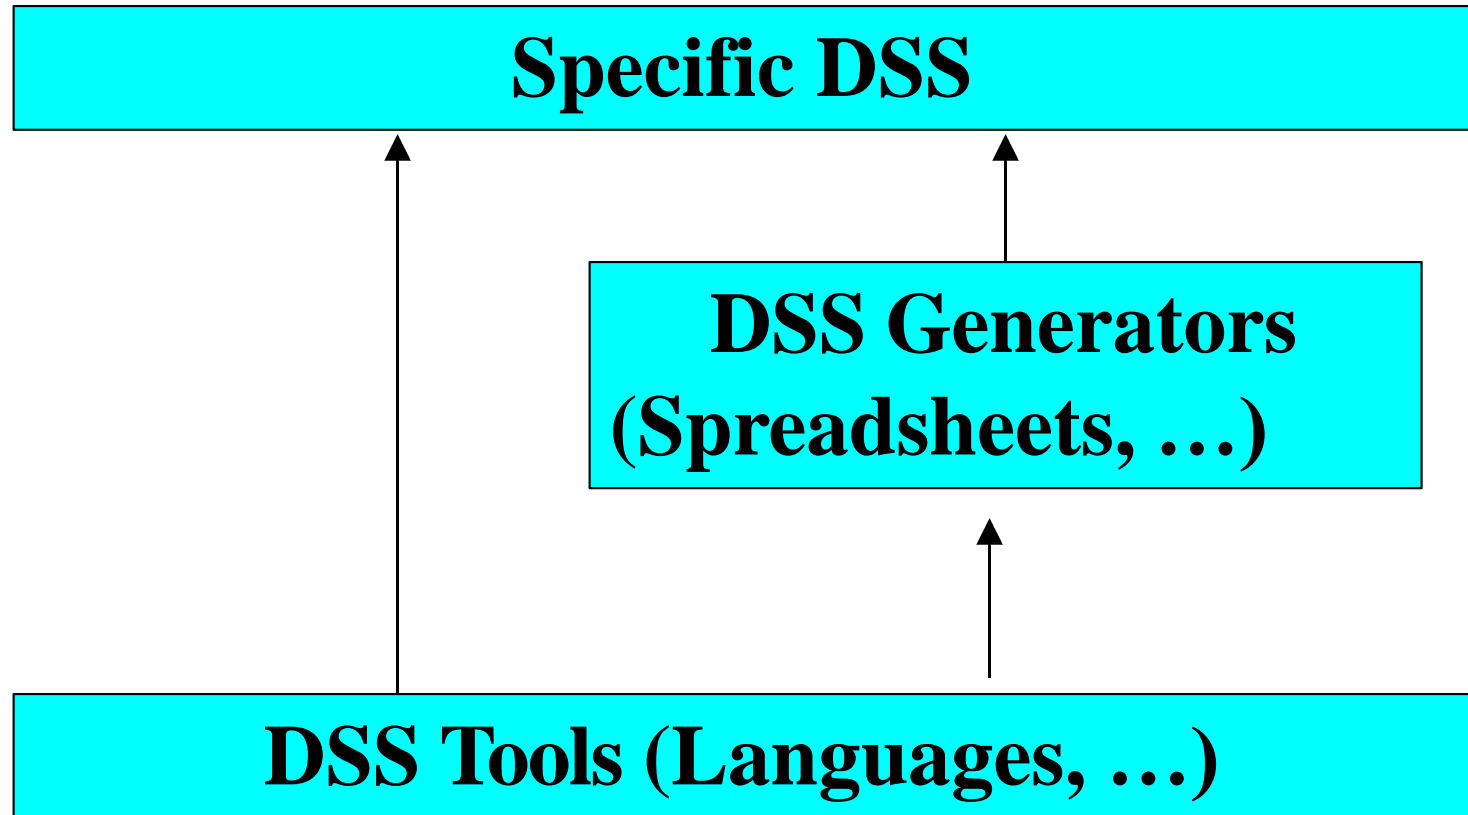 Specific DSS
DSS Generators
(Spreadsheets, …)
DSS Tools (Languages, …)